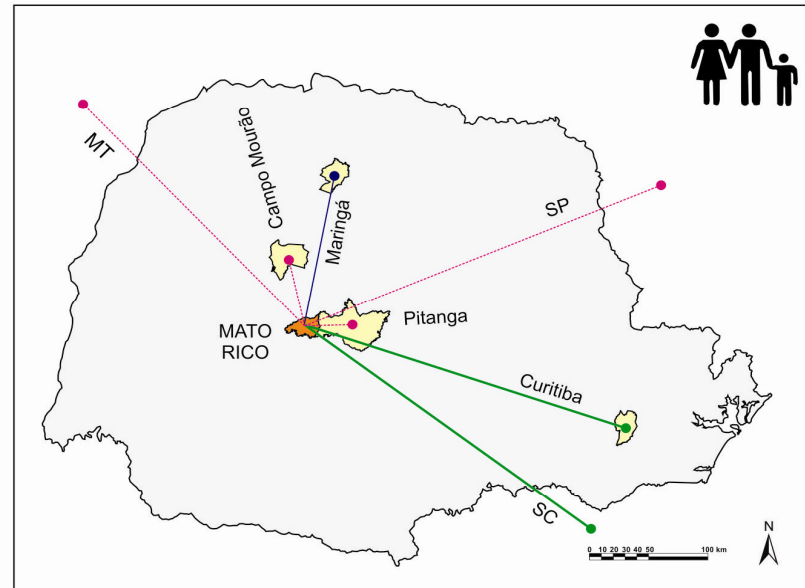 MT
Campo Mourão
Maringá
SP
Pitanga
MATO
RICO
Curitiba
SC
N
0 10 20 30 40 50 100 km